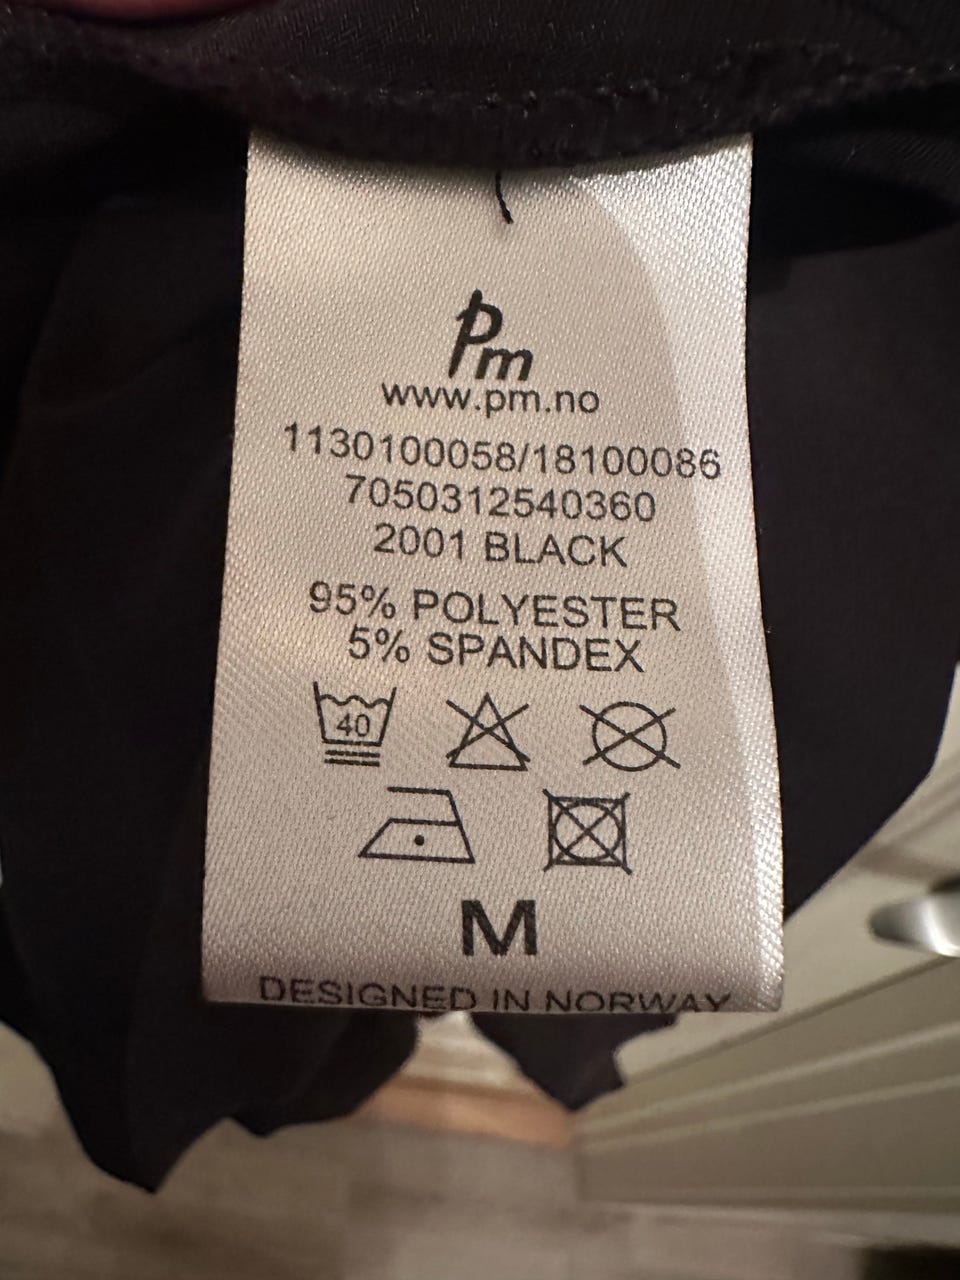 Pm
www.pm.no
1130100058/18100086
7050312540360
2001 BLACK
95% POLYESTER
5% SPANDEX
40
M
DESIGNED IN NORWAY